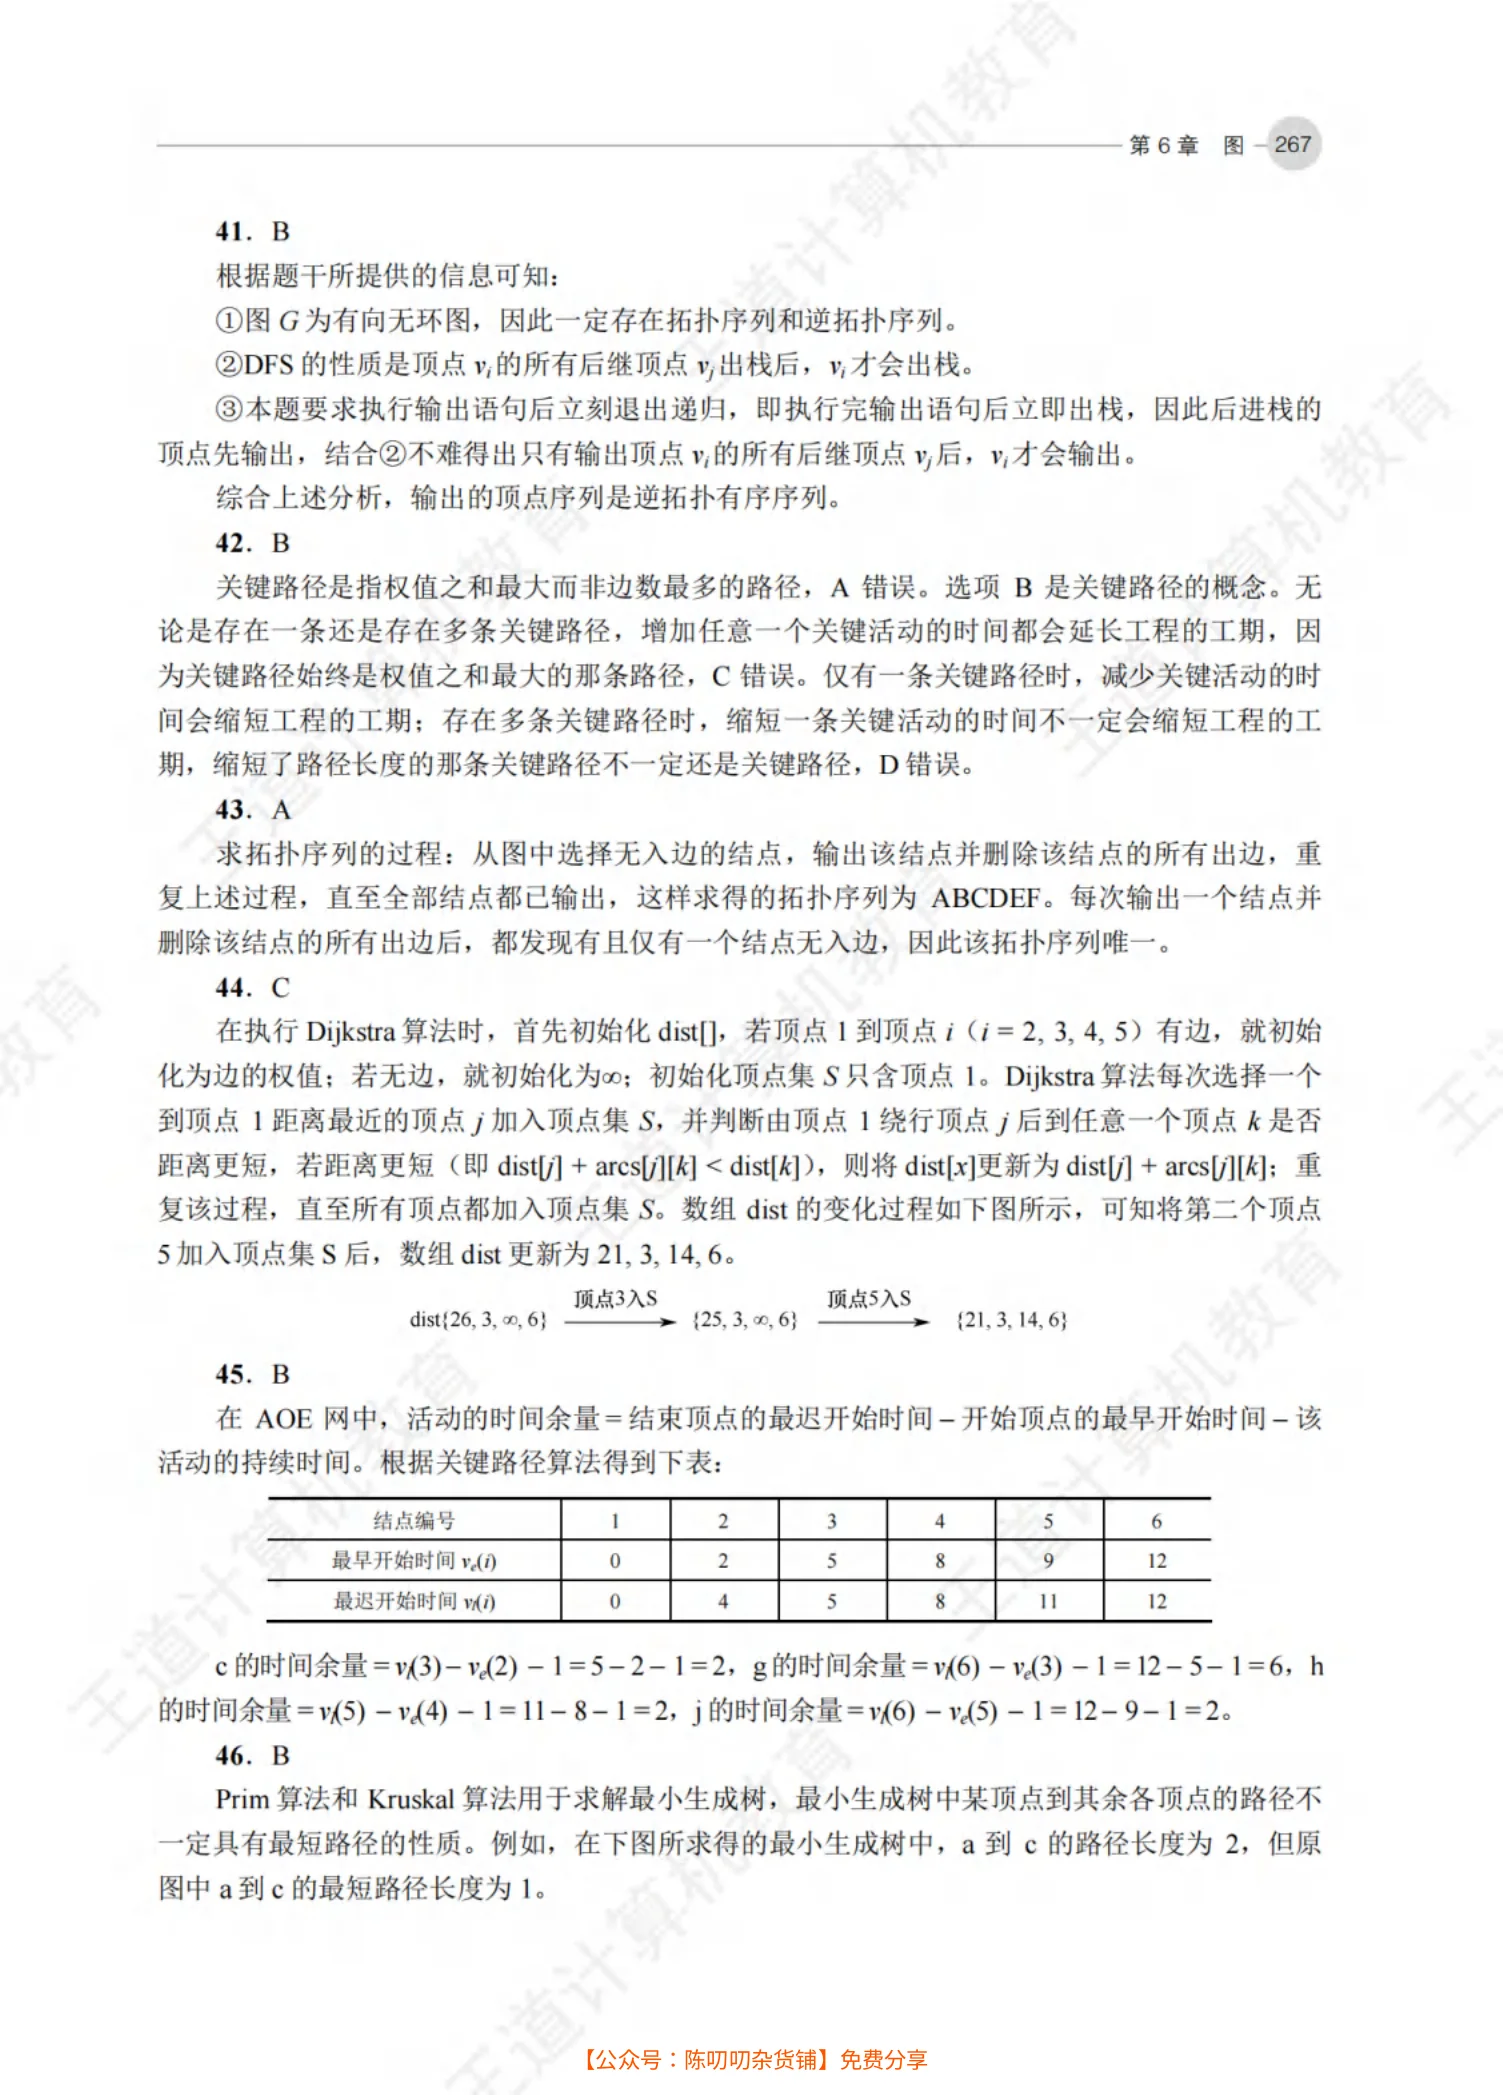 第 6 章 图 267
41. B
根据题干所提供的信息可知:
①图 G 为有向无环图，因此一定存在拓扑序列和逆拓扑序列。
②DFS 的性质是顶点 vi 的所有后继顶点 vj 出栈后，vi 才会出栈。
③本题要求执行输出语句后立刻退出递归，即执行完输出语句后立即出栈，因此后进栈的
顶点先输出，结合②不难得出只有输出顶点 vi 的所有后继顶点 vj 后，vi 才会输出。
综合上述分析，输出的顶点序列是逆拓扑有序序列。
42. B
关键路径是指权值之和最大而非边数最多的路径，A 错误。选项 B 是关键路径的概念。无
论是存在一条还是存在多条关键路径，增加任意一个关键活动的时间都会延长工程的工期，因
为关键路径始终是权值之和最大的那条路径，C 错误。仅有一条关键路径时，减少关键活动的时
间会缩短工程的工期；存在多条关键路径时，缩短一条关键活动的时间不一定会缩短工程的工
期，缩短了路径长度的那条关键路径不一定还是关键路径，D 错误。
43. A
求拓扑序列的过程：从图中选择无入边的结点，输出该结点并删除该结点的所有出边，重
复上述过程，直至全部结点都已输出，这样求得的拓扑序列为 ABCDEF。每次输出一个结点并
删除该结点的所有出边后，都发现有且仅有一个结点无入边，因此该拓扑序列唯一。
44. C
在执行 Dijkstra 算法时，首先初始化 dist[]，若顶点 1 到顶点 i（i = 2, 3, 4, 5）有边，就初始
化为边的权值；若无边，就初始化为∞；初始化顶点集 S 只含顶点 1。Dijkstra 算法每次选择一个
到顶点 1 距离最近的顶点 j 加入顶点集 S，并判断由顶点 1 绕行顶点 j 后到任意一个顶点 k 是否
距离更短，若距离更短（即 dist[j] + arcs[j][k] < dist[k]），则将 dist[x]更新为 dist[j] + arcs[j][k]；重
复该过程，直至所有顶点都加入顶点集 S。数组 dist 的变化过程如下图所示，可知将第二个顶点
5 加入顶点集 S 后，数组 dist 更新为 21, 3, 14, 6。
顶点3入S 顶点5入S
dist{26, 3, ∞, 6} {25, 3, ∞, 6} {21, 3, 14, 6}
45. B
在 AOE 网中，活动的时间余量 = 结束顶点的最迟开始时间 – 开始顶点的最早开始时间 – 该
活动的持续时间。根据关键路径算法得到下表：
结点编号 1 2 3 4 5 6
最早开始时间 ve(i) 0 2 5 8 9 12
最迟开始时间 vl(i) 0 4 5 8 11 12
c 的时间余量 = vl(3) – ve(2) – 1 = 5 – 2 – 1 = 2，g 的时间余量 = vl(6) – ve(3) – 1 = 12 – 5 – 1 = 6，h
的时间余量 = vl(5) – ve(4) – 1 = 11 – 8 – 1 = 2，j 的时间余量 = vl(6) – ve(5) – 1 = 12 – 9 – 1 = 2。
46. B
Prim 算法和 Kruskal 算法用于求解最小生成树，最小生成树中某顶点到其余各顶点的路径不
一定具有最短路径的性质。例如，在下图所求得的最小生成树中，a 到 c 的路径长度为 2，但原
图中 a 到 c 的最短路径长度为 1。
王道计算机教育
【公众号：陈叨叨杂货铺】免费分享